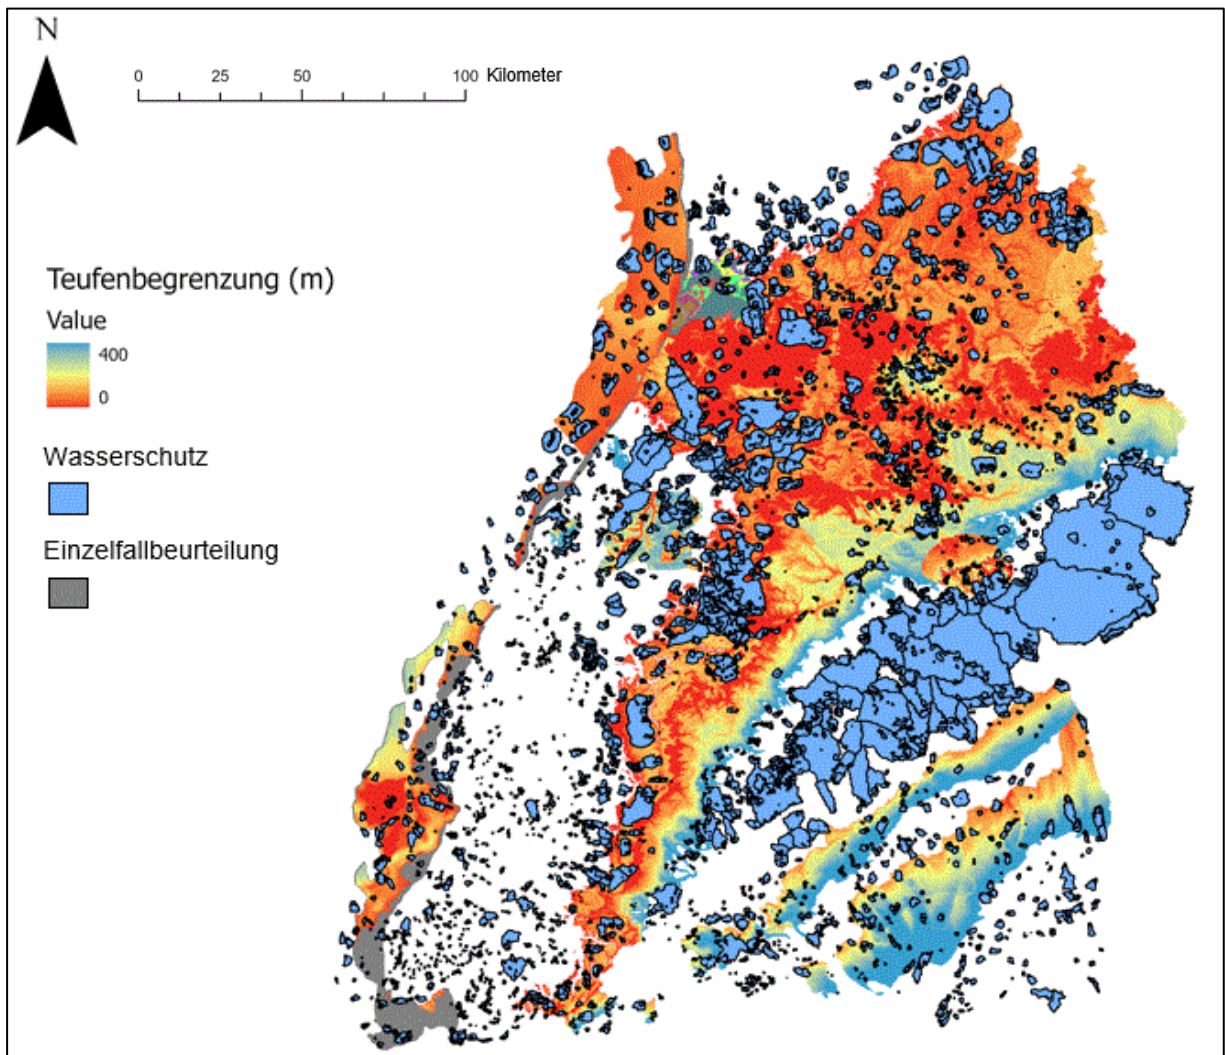 N
0 25 50 100 Kilometer
Teufenbegrenzung (m)
Value
400
0
Wasserschutz
Einzelfallbeurteilung